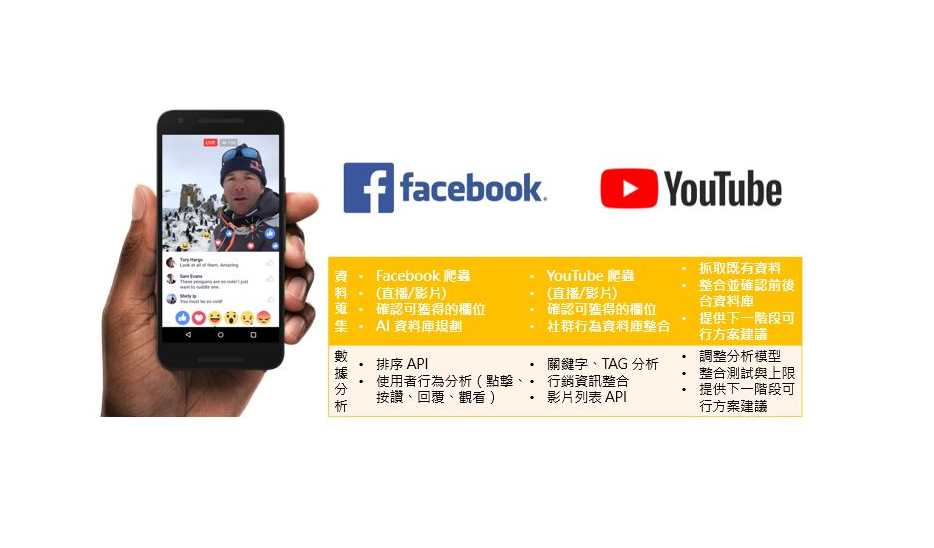 LIVE
Tory Hargo
Look at all of them. Amazing
Sam Evans
These penguins are so cute! I just
want to cuddle one.
You must be so cold!
facebook.
YouTube
資料蒐集
• Facebook 爬蟲
• (直播/影片)
• 確認可獲得的欄位
• AI 資料庫規劃
• YouTube 爬蟲
• (直播/影片)
• 確認可獲得的欄位
• 社群行為資料庫整合
• 抓取既有資料
• 整合並確認前後
台資料庫
• 提供下一階段可
行方案建議
數據分析
• 排序 API
• 使用者行為分析 ( 點擊、
按讚、回覆、觀看 )
• 關鍵字、TAG 分析
• 行銷資訊整合
• 影片列表 API
• 調整分析模型
• 整合測試與上限
• 提供下一階段可
行方案建議